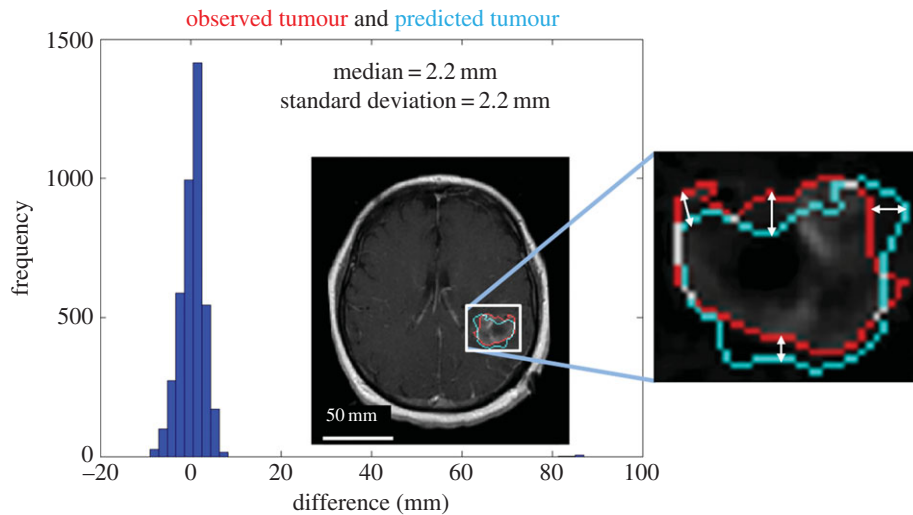 observed tumour and predicted tumour
1500
median = 2.2 mm
standard deviation = 2.2 mm
1000
frequency
500
50 mm
0
–20
0
20
40
60
80
100
difference (mm)